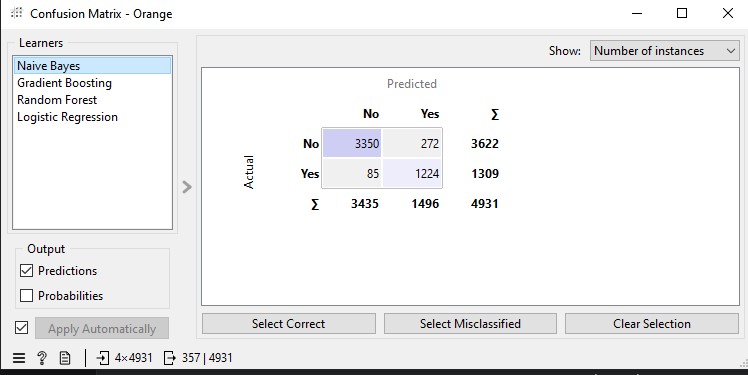 Confusion Matrix - Orange
Learners
Naive Bayes
Gradient Boosting
Random Forest
Logistic Regression
Output
Predictions
Probabilities
Apply Automatically
Show: Number of instances
Predicted
No Yes Σ
Actual
No 3350 272 3622
Yes 85 1224 1309
Σ 3435 1496 4931
Select Correct Select Misclassified Clear Selection
? 4×4931 357 | 4931